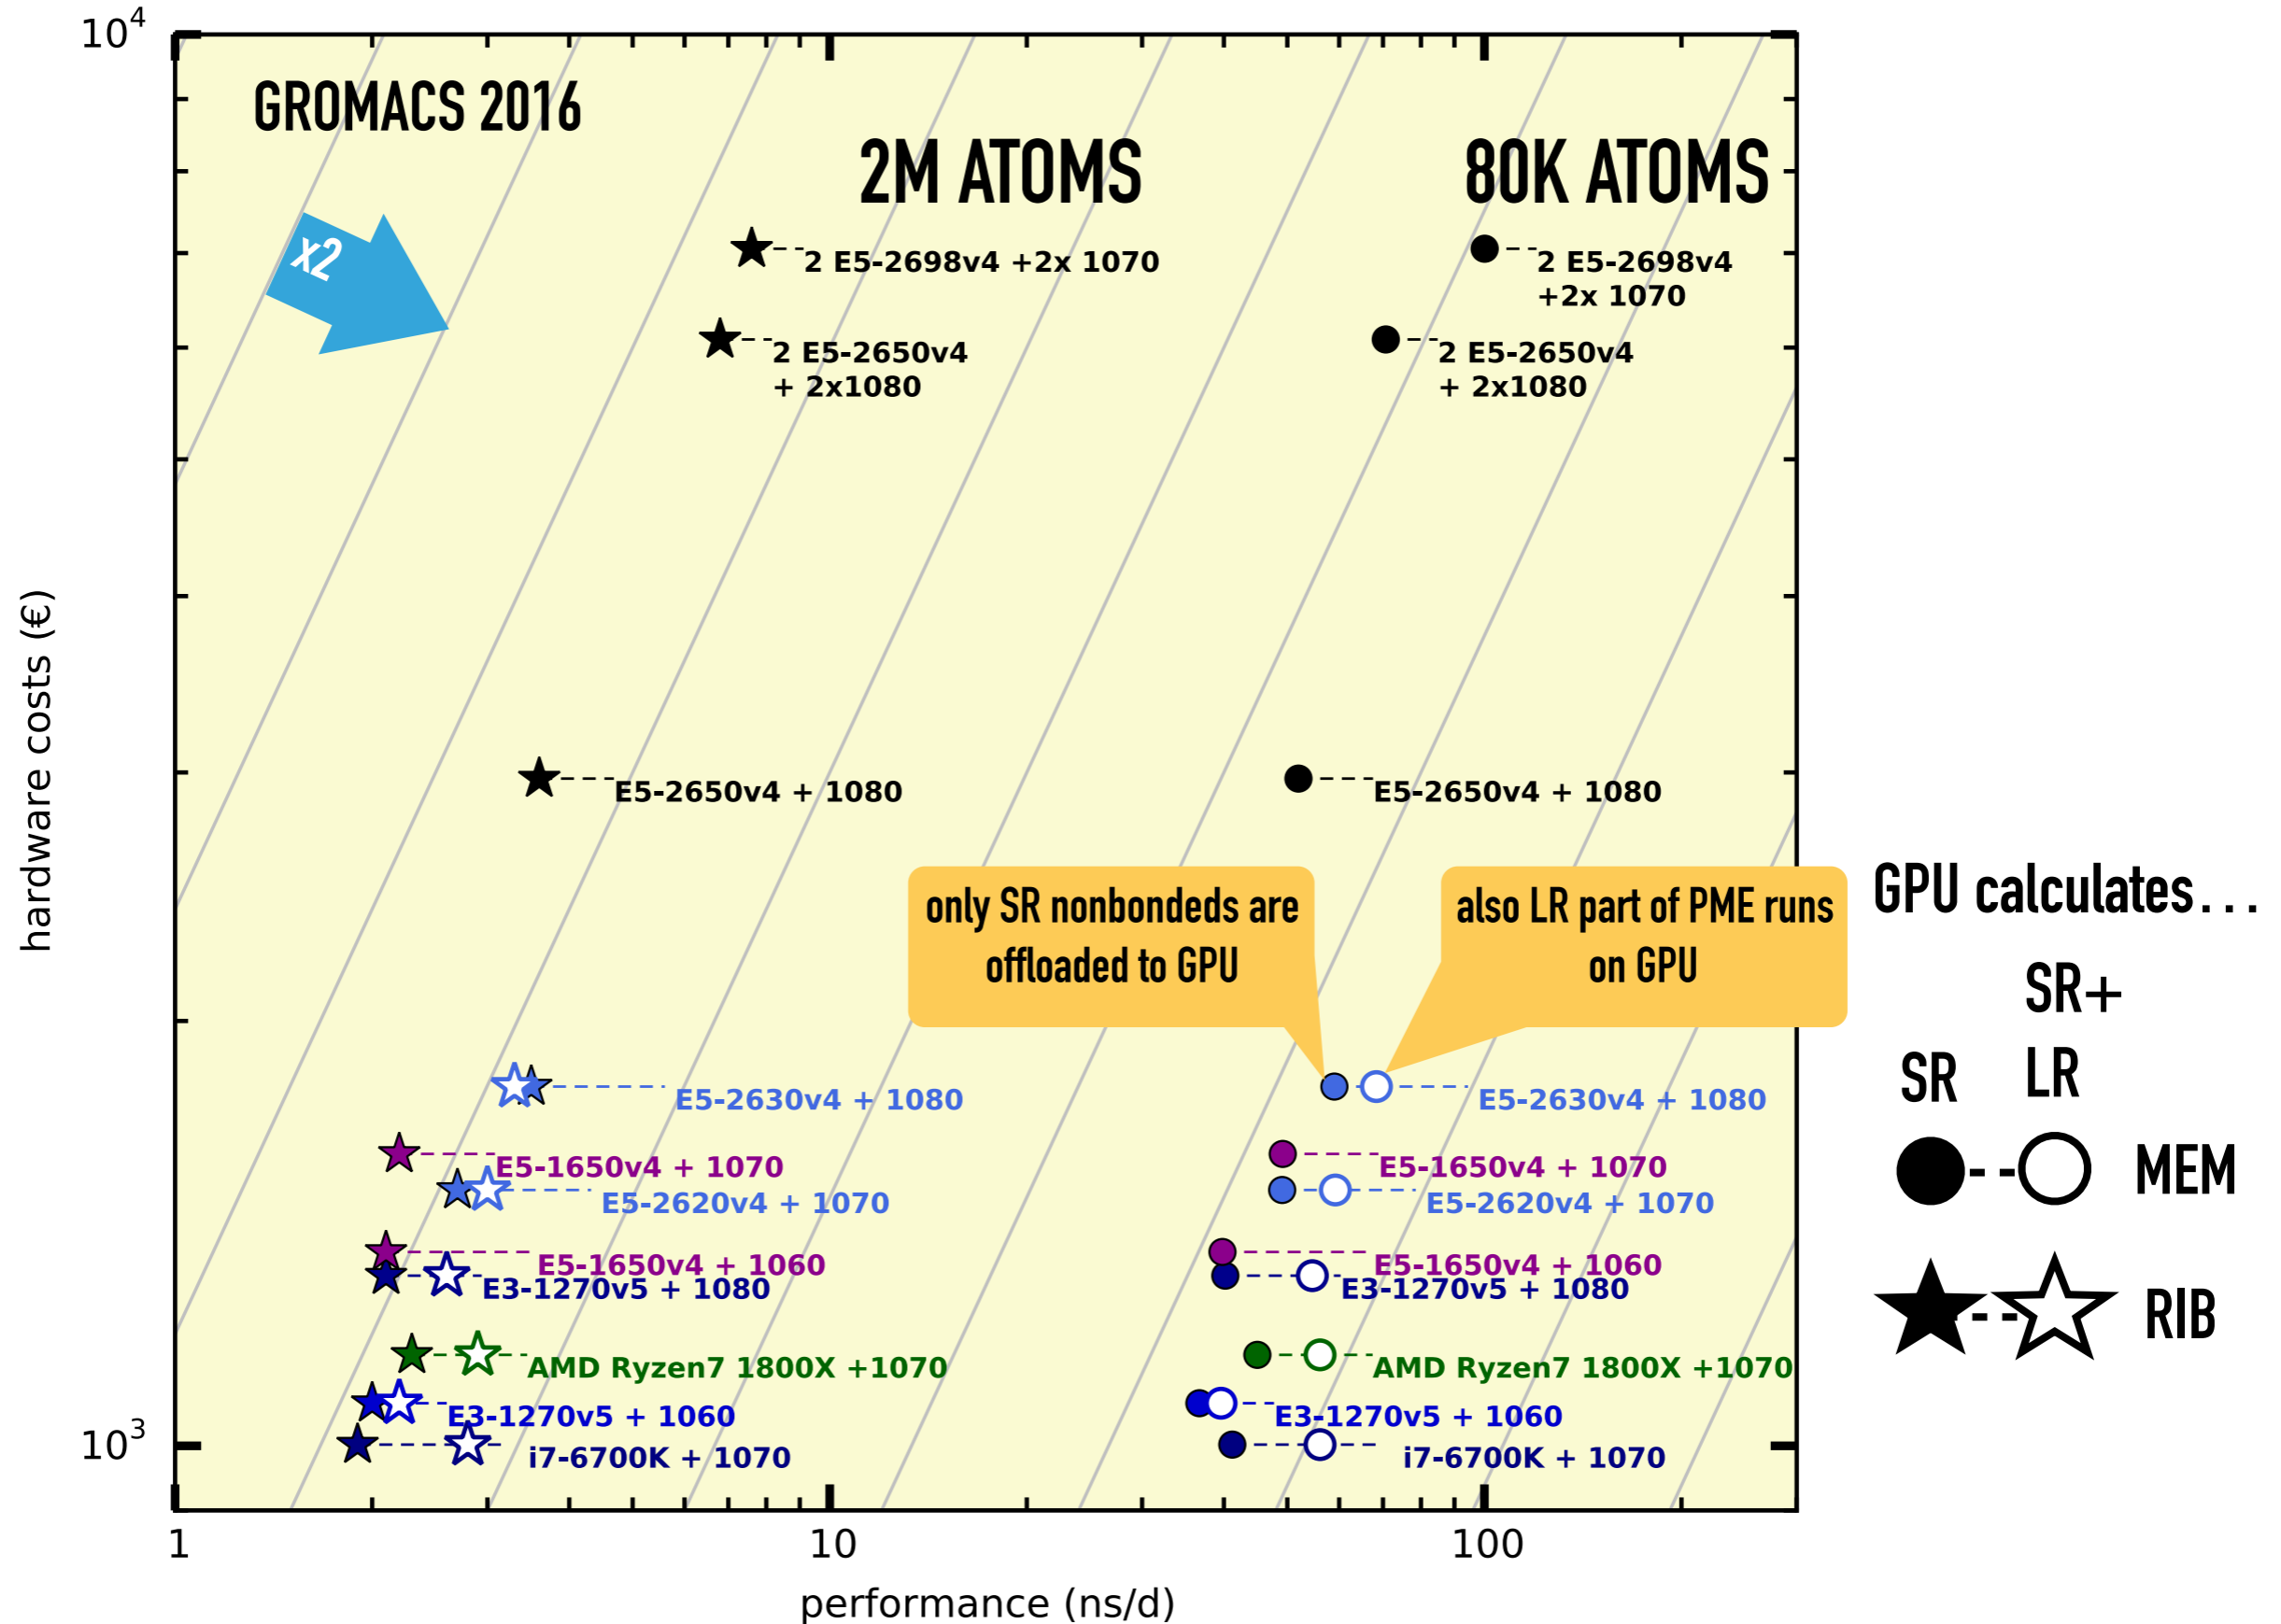 10^4
GROMACS 2016
2M ATOMS
80K ATOMS
x2
2 E5-2698v4 +2x 1070
2 E5-2698v4
+2x 1070
2 E5-2650v4
+ 2x1080
2 E5-2650v4
+ 2x1080
hardware costs (€)
E5-2650v4 + 1080
E5-2650v4 + 1080
only SR nonbondeds are
offloaded to GPU
also LR part of PME runs
on GPU
GPU calculates...
SR+
SR LR
MEM
RIB
E5-2630v4 + 1080
E5-2630v4 + 1080
E5-1650v4 + 1070
E5-1650v4 + 1070
E5-2620v4 + 1070
E5-2620v4 + 1070
E5-1650v4 + 1060
E5-1650v4 + 1060
E3-1270v5 + 1080
E3-1270v5 + 1080
AMD Ryzen7 1800X +1070
AMD Ryzen7 1800X +1070
E3-1270v5 + 1060
E3-1270v5 + 1060
10^3
i7-6700K + 1070
i7-6700K + 1070
1 10 100
performance (ns/d)